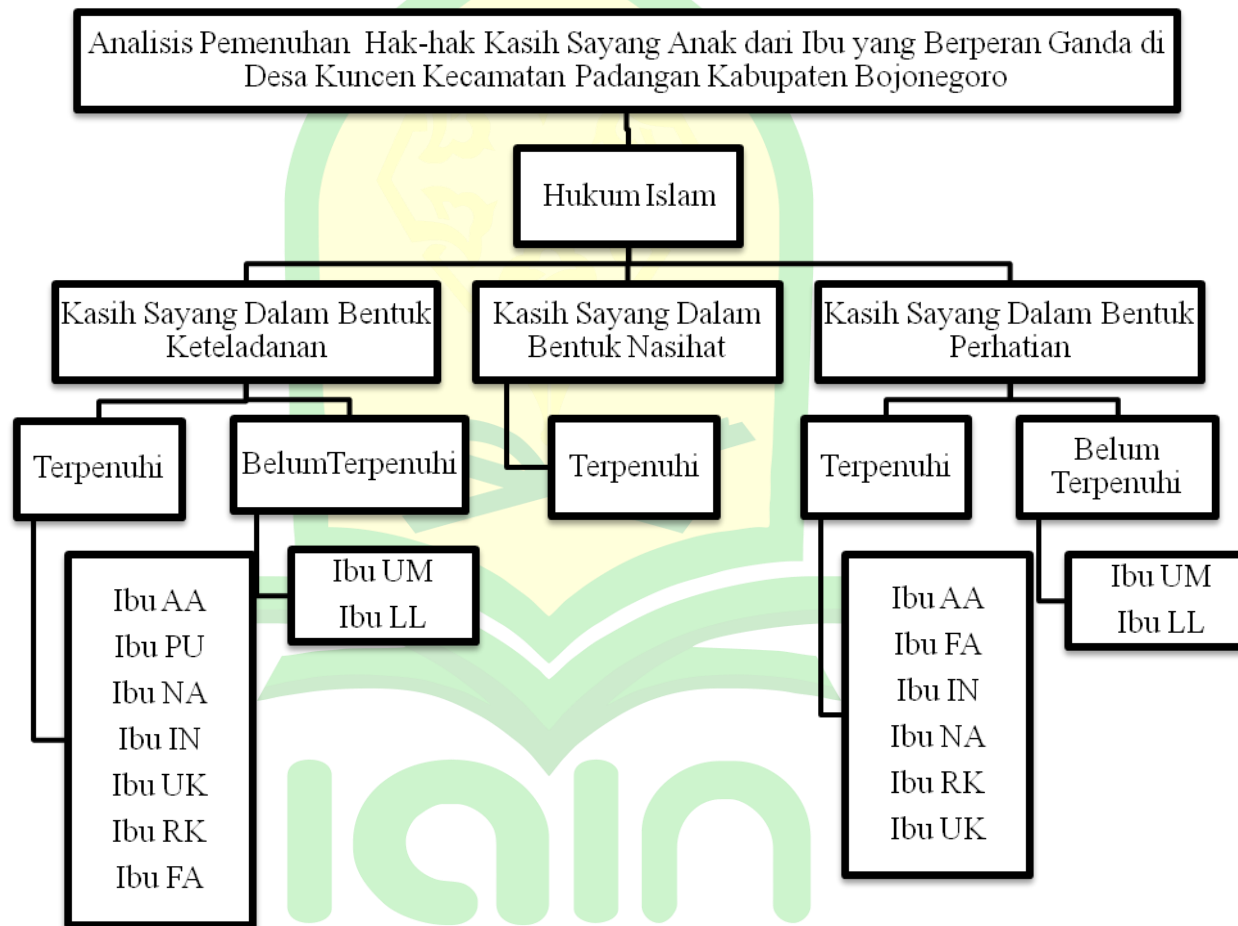 Analisis Pemenuhan Hak-hak Kasih Sayang Anak dari Ibu yang Berperan Ganda di
Desa Kuncen Kecamatan Padangan Kabupaten Bojonegoro
Hukum Islam
Kasih Sayang Dalam Bentuk
Keteladanan
Kasih Sayang Dalam
Bentuk Nasihat
Kasih Sayang Dalam Bentuk
Perhatian
Terpenuhi
BelumTerpenuhi
Terpenuhi
Terpenuhi
Belum
Terpenuhi
Ibu AA
Ibu PU
Ibu NA
Ibu IN
Ibu UK
Ibu RK
Ibu FA
Ibu UM
Ibu LL
Ibu AA
Ibu FA
Ibu IN
Ibu NA
Ibu RK
Ibu UK
Ibu UM
Ibu LL
iain